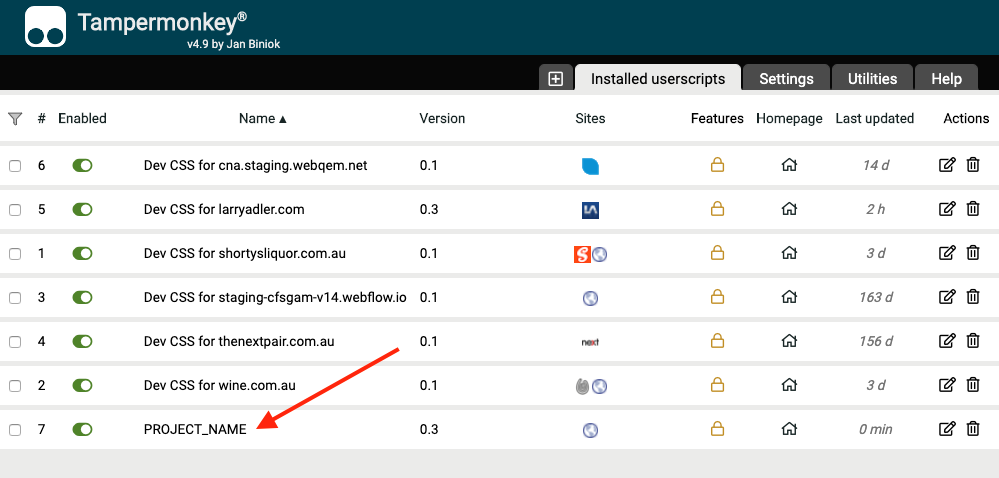 Tampermonkey®
v4.9 by Jan Biniok
Installed userscripts Settings Utilities Help
# Enabled Name ▲ Version Sites Features Homepage Last updated Actions
6 Dev CSS for cna.staging.webqem.net 0.1 14 d
5 Dev CSS for larryadler.com 0.3 LA 2 h
1 Dev CSS for shortysliquor.com.au 0.1 S 3 d
3 Dev CSS for staging-cfsgam-v14.webflow.io 0.1 163 d
4 Dev CSS for thenextpair.com.au 0.1 next 156 d
2 Dev CSS for wine.com.au 0.1 3 d
7 PROJECT_NAME 0.3 0 min